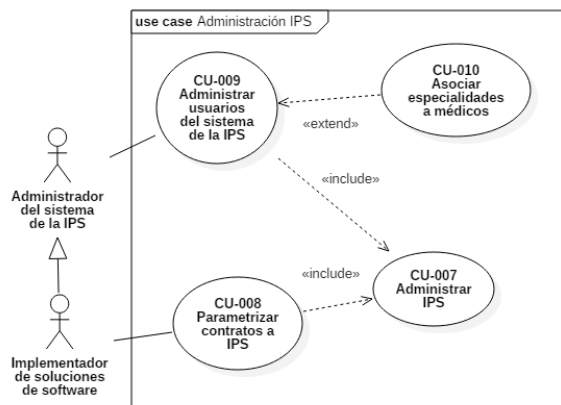 use case Administración IPS
CU-009
Administrar
usuarios
del sistema
de la IPS
CU-010
Asociar
especialidades
a médicos
«extend»
«include»
Administrador
del sistema
de la IPS
«include»
CU-007
Administrar
IPS
CU-008
Parametrizar
contratos a
IPS
Implementador
de soluciones
de software